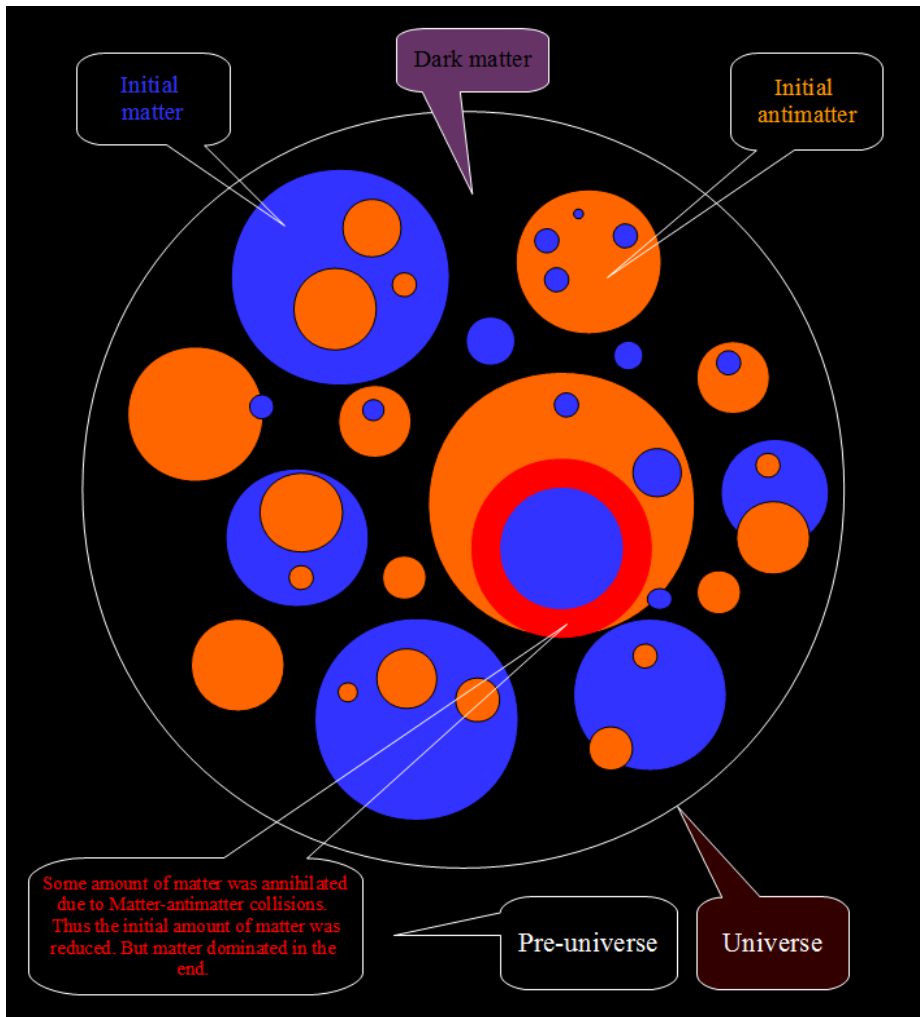 Dark matter
Initial
matter
Initial
antimatter
Some amount of matter was annihilated
due to Matter-antimatter collisions.
Thus the initial amount of matter was
reduced. But matter dominated in the
end.
Pre-universe
Universe